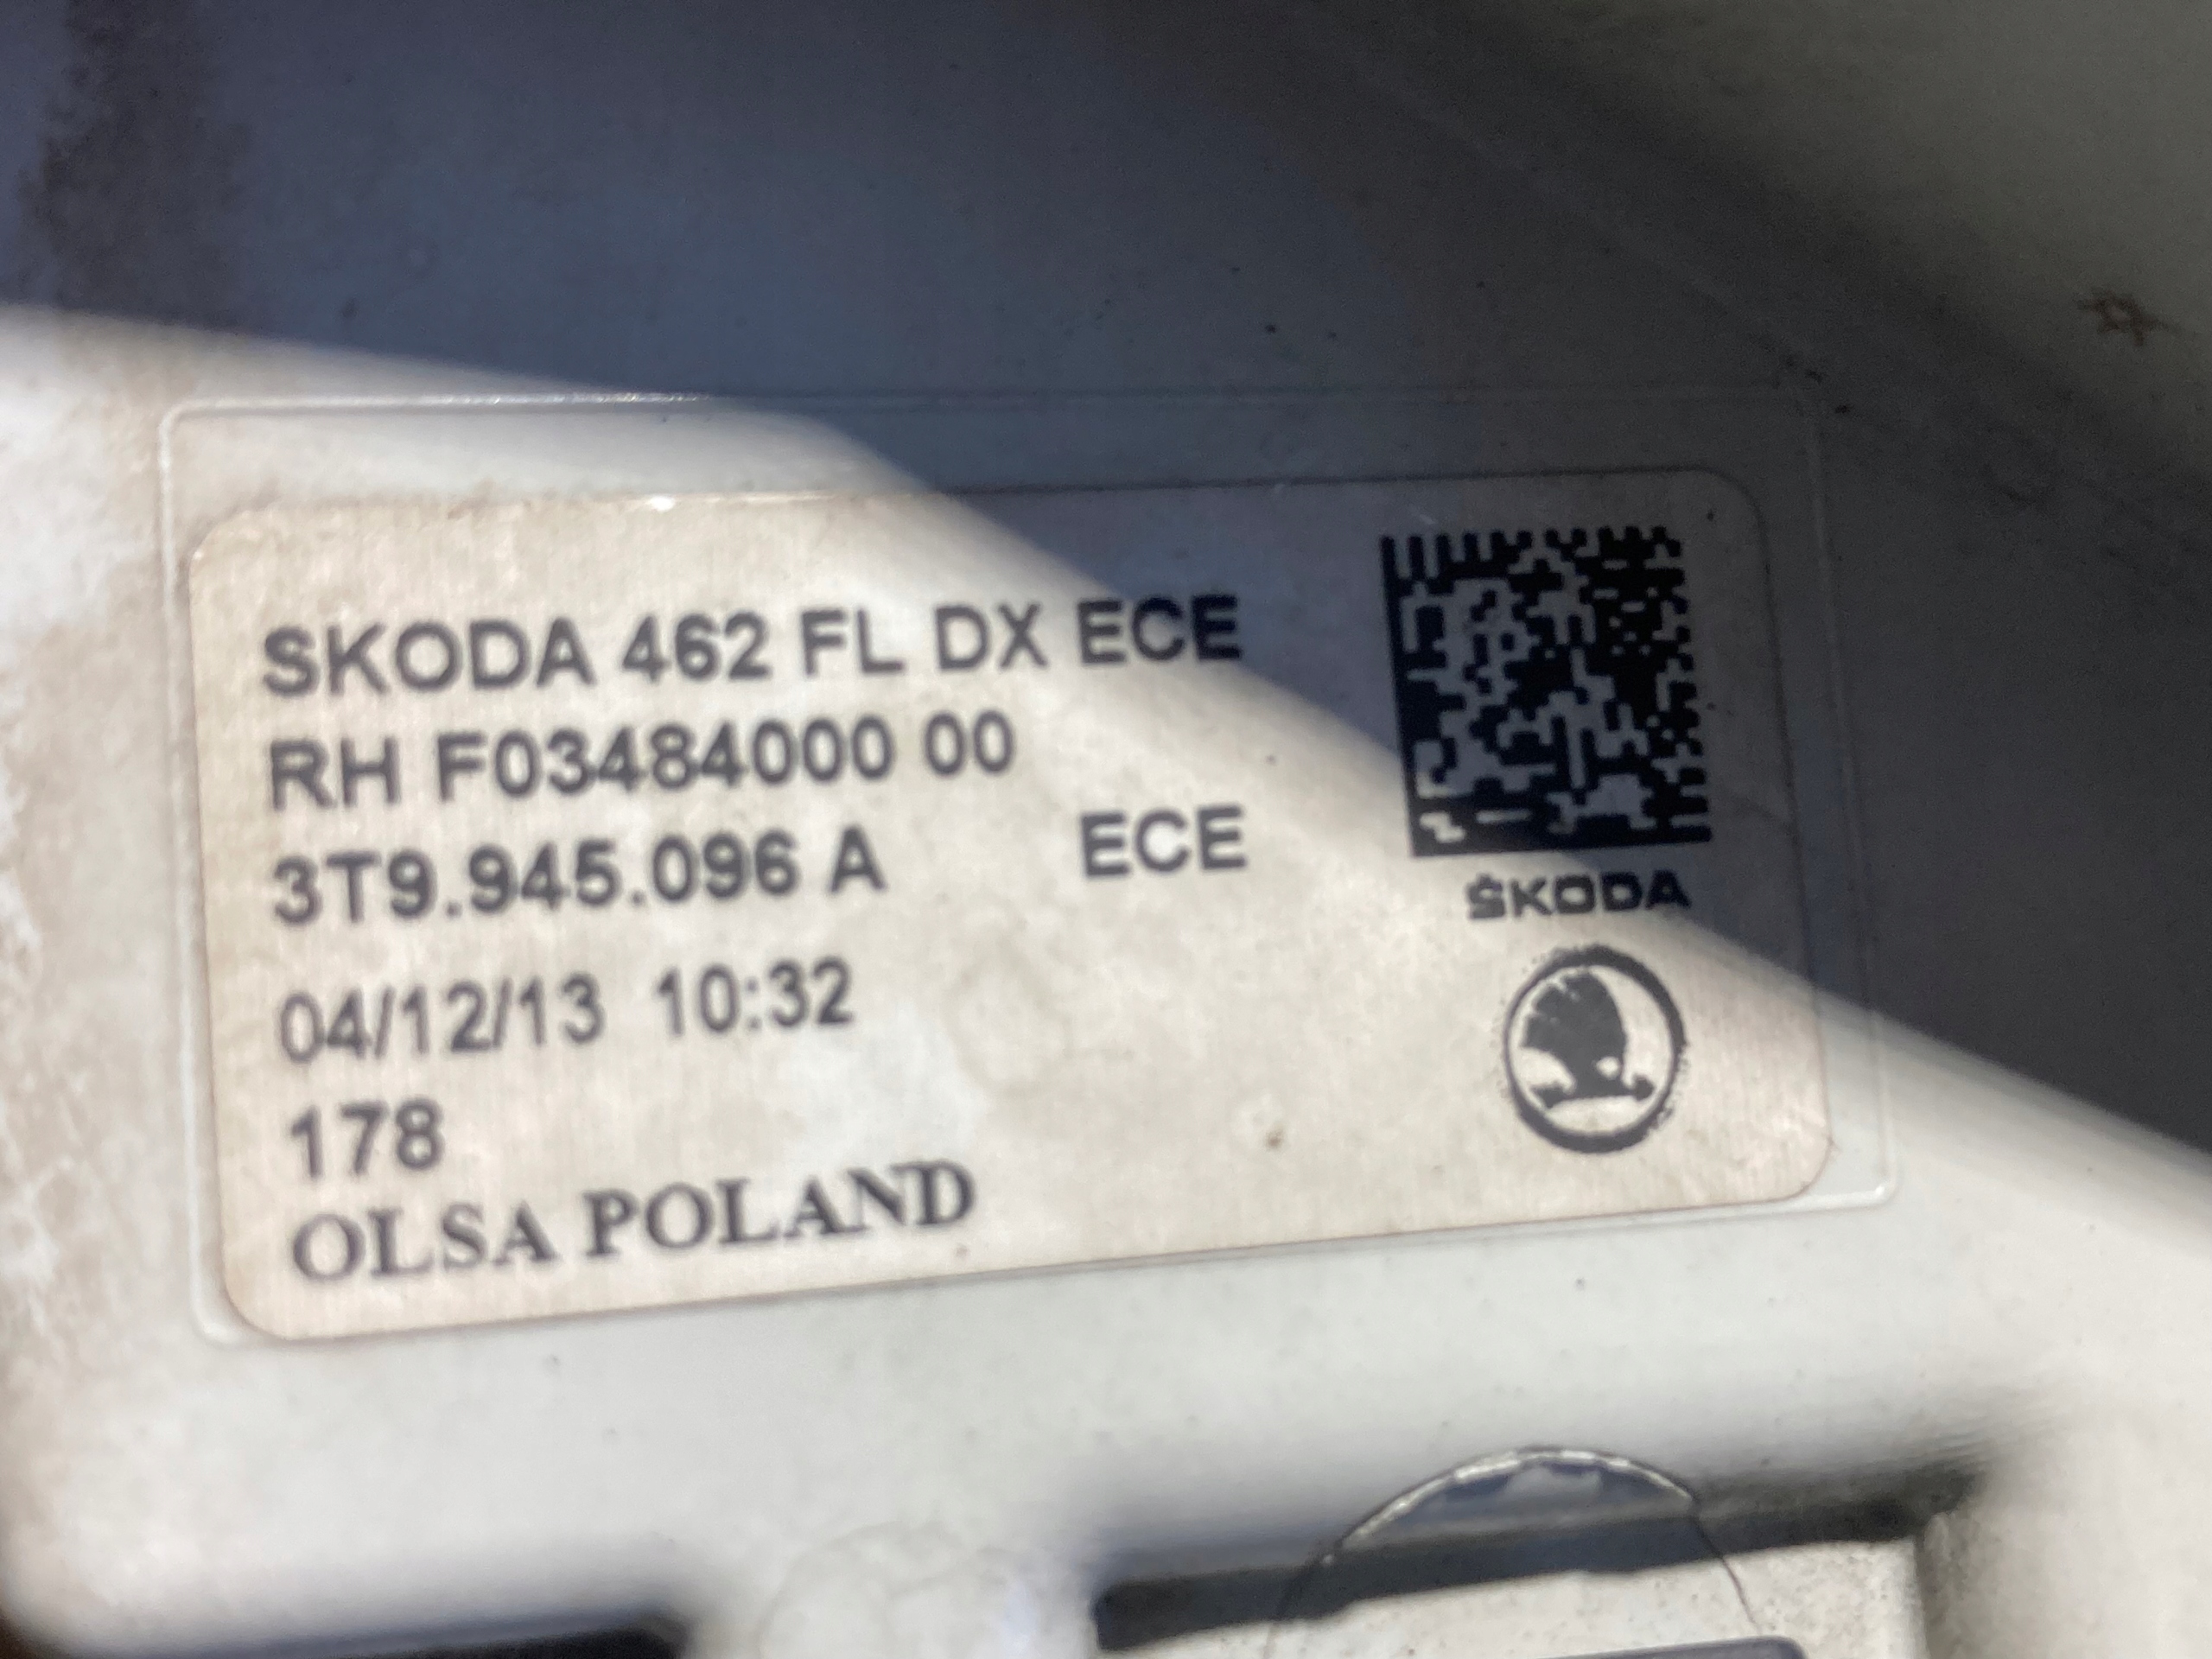 SKODA 462 FL DX ECE
RH F03484000 00
3T9.945.096 A ECE
04/12/13 10:32
178
OLSA POLAND
ŠKODA